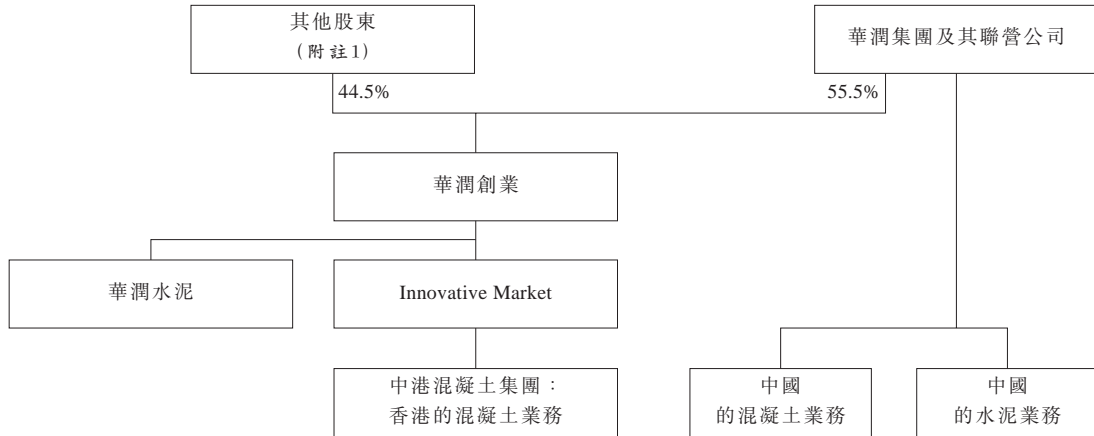 其他股東
(附註1)
華潤集團及其聯營公司
44.5%
55.5%
華潤創業
華潤水泥
Innovative Market
中港混凝土集團：
香港的混凝土業務
中國
的混凝土業務
中國
的水泥業務